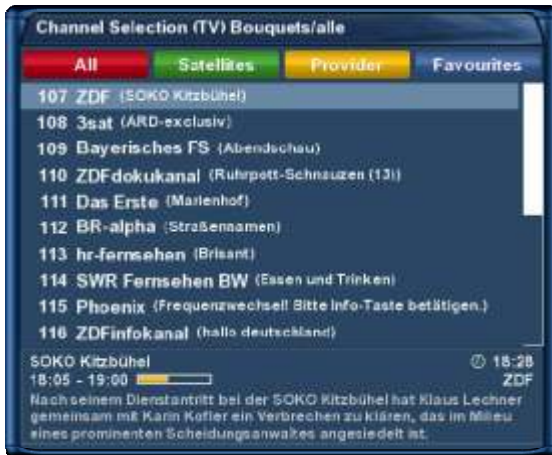 Channel Selection (TV) Bouquets/alle
All Satellites Provider Favourites
107 ZDF (SOKO Kitzbühel)
108 3sat (ARD-exclusiv)
109 Bayerisches FS (Abendschau)
110 ZDFdokukanal (Ruhrpott-Schnauzen (13))
111 Das Erste (Marienhof)
112 BR-alpha (Straßennamen)
113 hr-fernsehen (Brisant)
114 SWR Fernsehen BW (Essen und Trinken)
115 Phoenix (Frequenzwechsel! Bitte Info-Taste betätigen.)
116 ZDFinfokanal (hallo deutschland)
SOKO Kitzbühel 18:28
18:05 - 19:00 ZDF
Nach seinem Dienstantritt bei der SOKO Kitzbühel hat Klaus Lechner
gemeinsam mit Karin Kofler ein Verbrechen zu klären, das im Milieu
eines prominenten Scheidungsanwaltes angesiedelt ist.